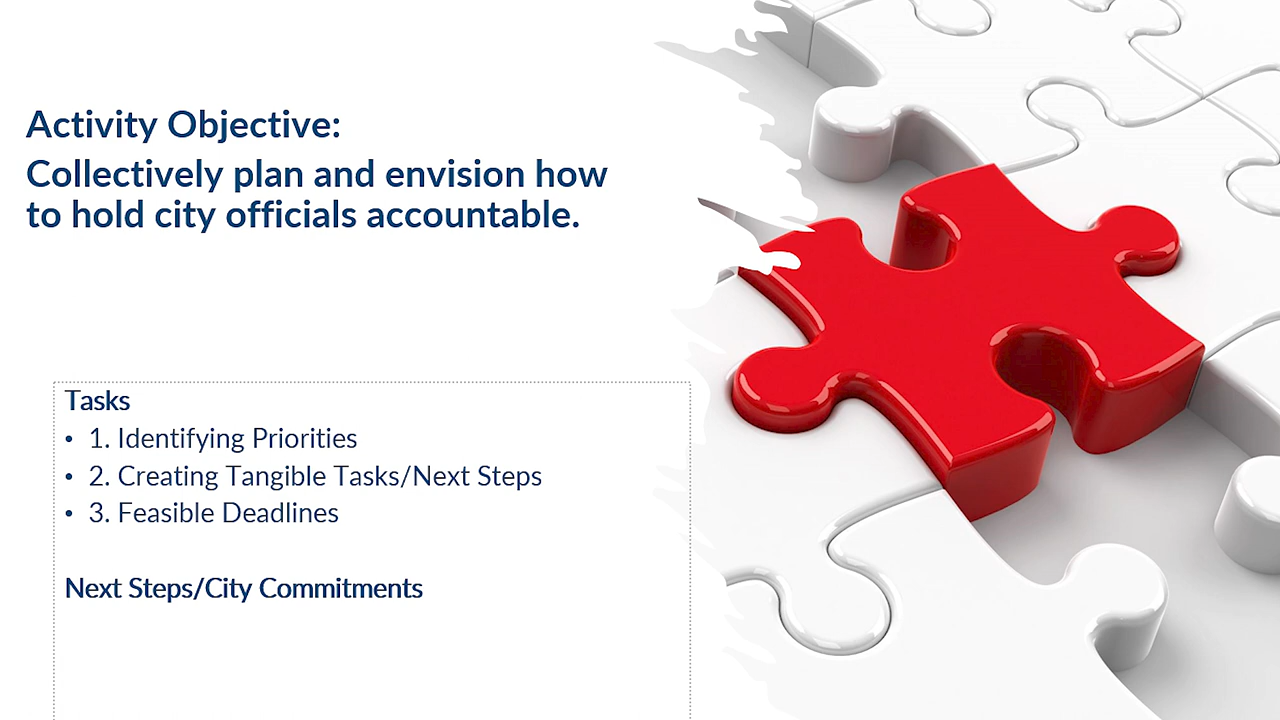 Activity Objective:
Collectively plan and envision how
to hold city officials accountable.
Tasks
• 1. Identifying Priorities
• 2. Creating Tangible Tasks/Next Steps
• 3. Feasible Deadlines
Next Steps/City Commitments